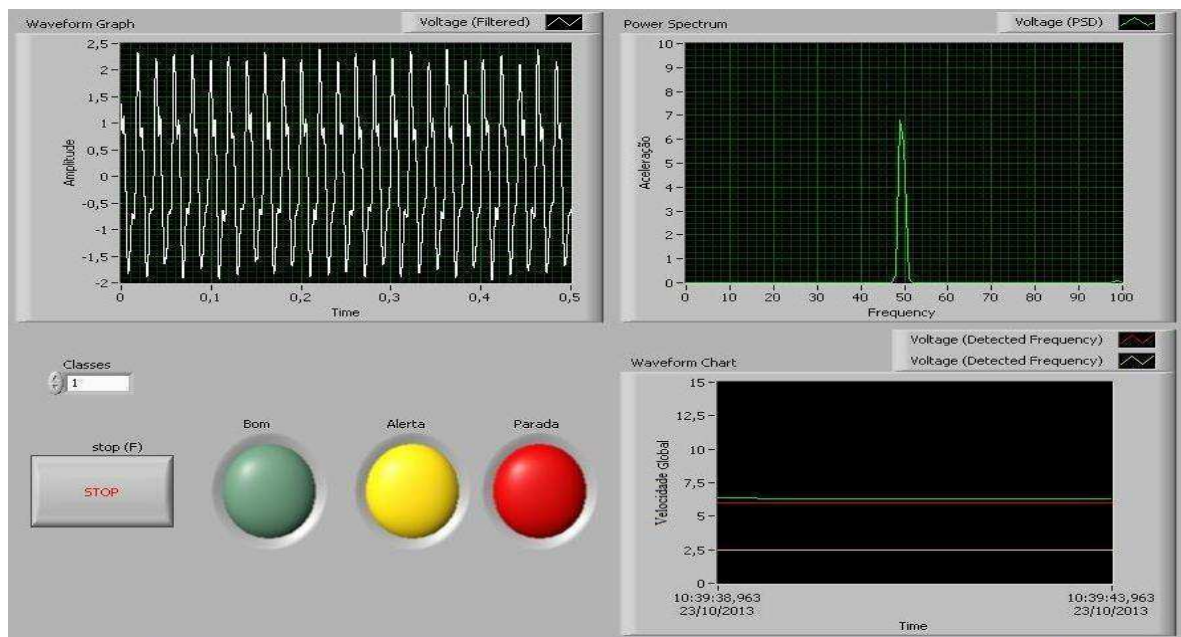 Waveform Graph
Voltage (Filtered)
Amplitude
2,5
2
1,5
1
0,5
0
-0,5
-1
-1,5
-2
0
0,1
0,2
0,3
0,4
0,5
Time
Power Spectrum
Voltage (PSD)
Aceleração
10
9
8
7
6
5
4
3
2
1
0
0
10
20
30
40
50
60
70
80
90
100
Frequency
Classes
1
stop (F)
STOP
Bom
Alerta
Parada
Voltage (Detected Frequency)
Voltage (Detected Frequency)
Waveform Chart
Velocidade Global
15
12,5
10
7,5
5
2,5
0
10:39:38,963
23/10/2013
10:39:43,963
23/10/2013
Time